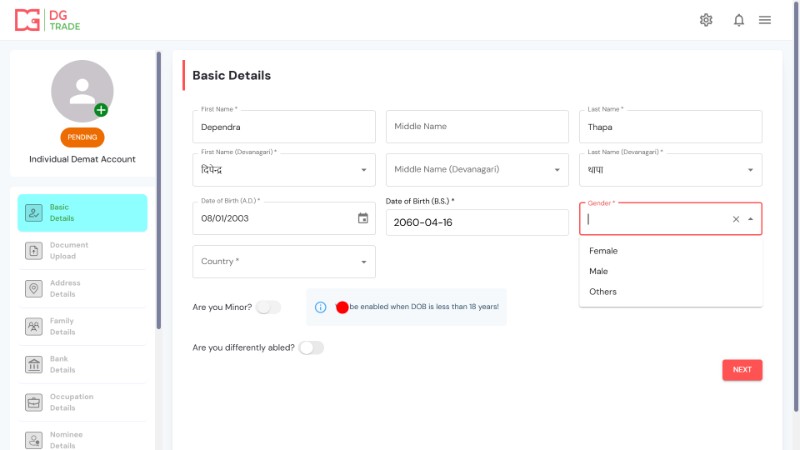 DG
TRADE
PENDING
Individual Demat Account
Basic
Details
Document
Upload
Address
Details
Family
Details
Bank
Details
Occupation
Details
Nominee
Details
Basic Details
First Name *
Dependra
Middle Name
Last Name *
Thapa
First Name (Devanagari) *
दिपेन्द्र
Middle Name (Devanagari)
Last Name (Devanagari) *
थापा
Date of Birth (A.D.) *
08/01/2003
Date of Birth (B.S.) *
2060-04-16
Gender *
Female
Male
Others
Country *
Are you Minor?
be enabled when DOB is less than 18 years!
Are you differently abled?
NEXT